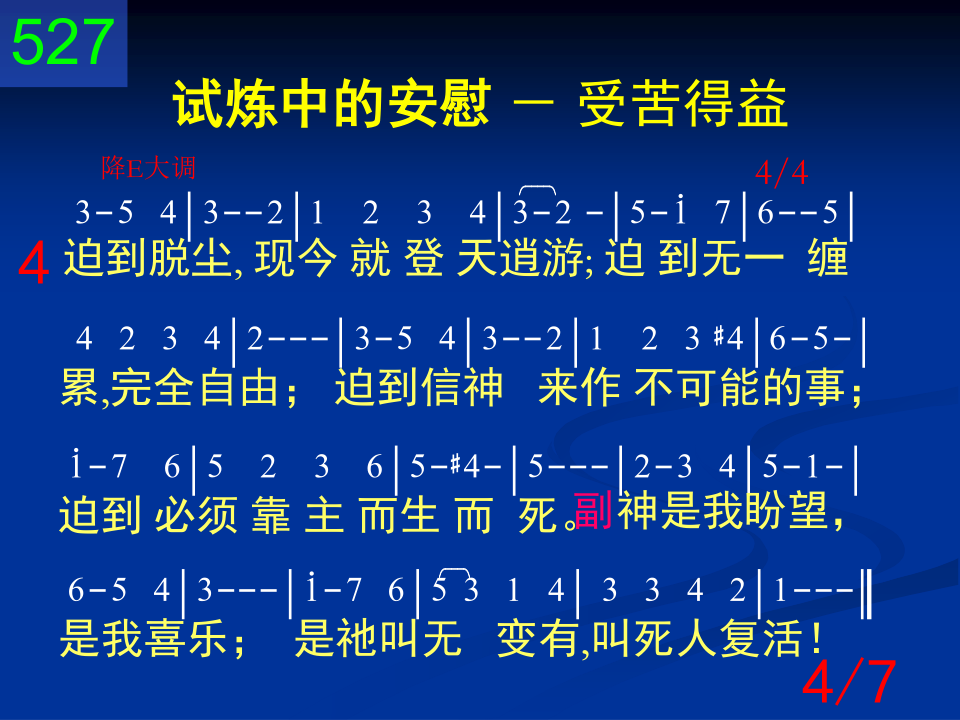 527
试炼中的安慰 － 受苦得益
降E大调 4/4
3-5 4|3--2|1 2 3 4|3-2 -|5-i 7|6--5|
4 迫到脱尘, 现今 就 登 天逍游; 迫 到无一 缠
4 2 3 4|2---|3-5 4|3--2|1 2 3 #4|6-5-|
累,完全自由； 迫到信神 来作 不可能的事；
i-7 6|5 2 3 6|5-#4-|5---|2-3 4|5-1-|
迫到 必须 靠 主 而生 而 死。副神是我盼望，
6-5 4|3---|i-7 6|5 3 1 4| 3 3 4 2|1---‖
是我喜乐； 是祂叫无 变有,叫死人复活！
4/7